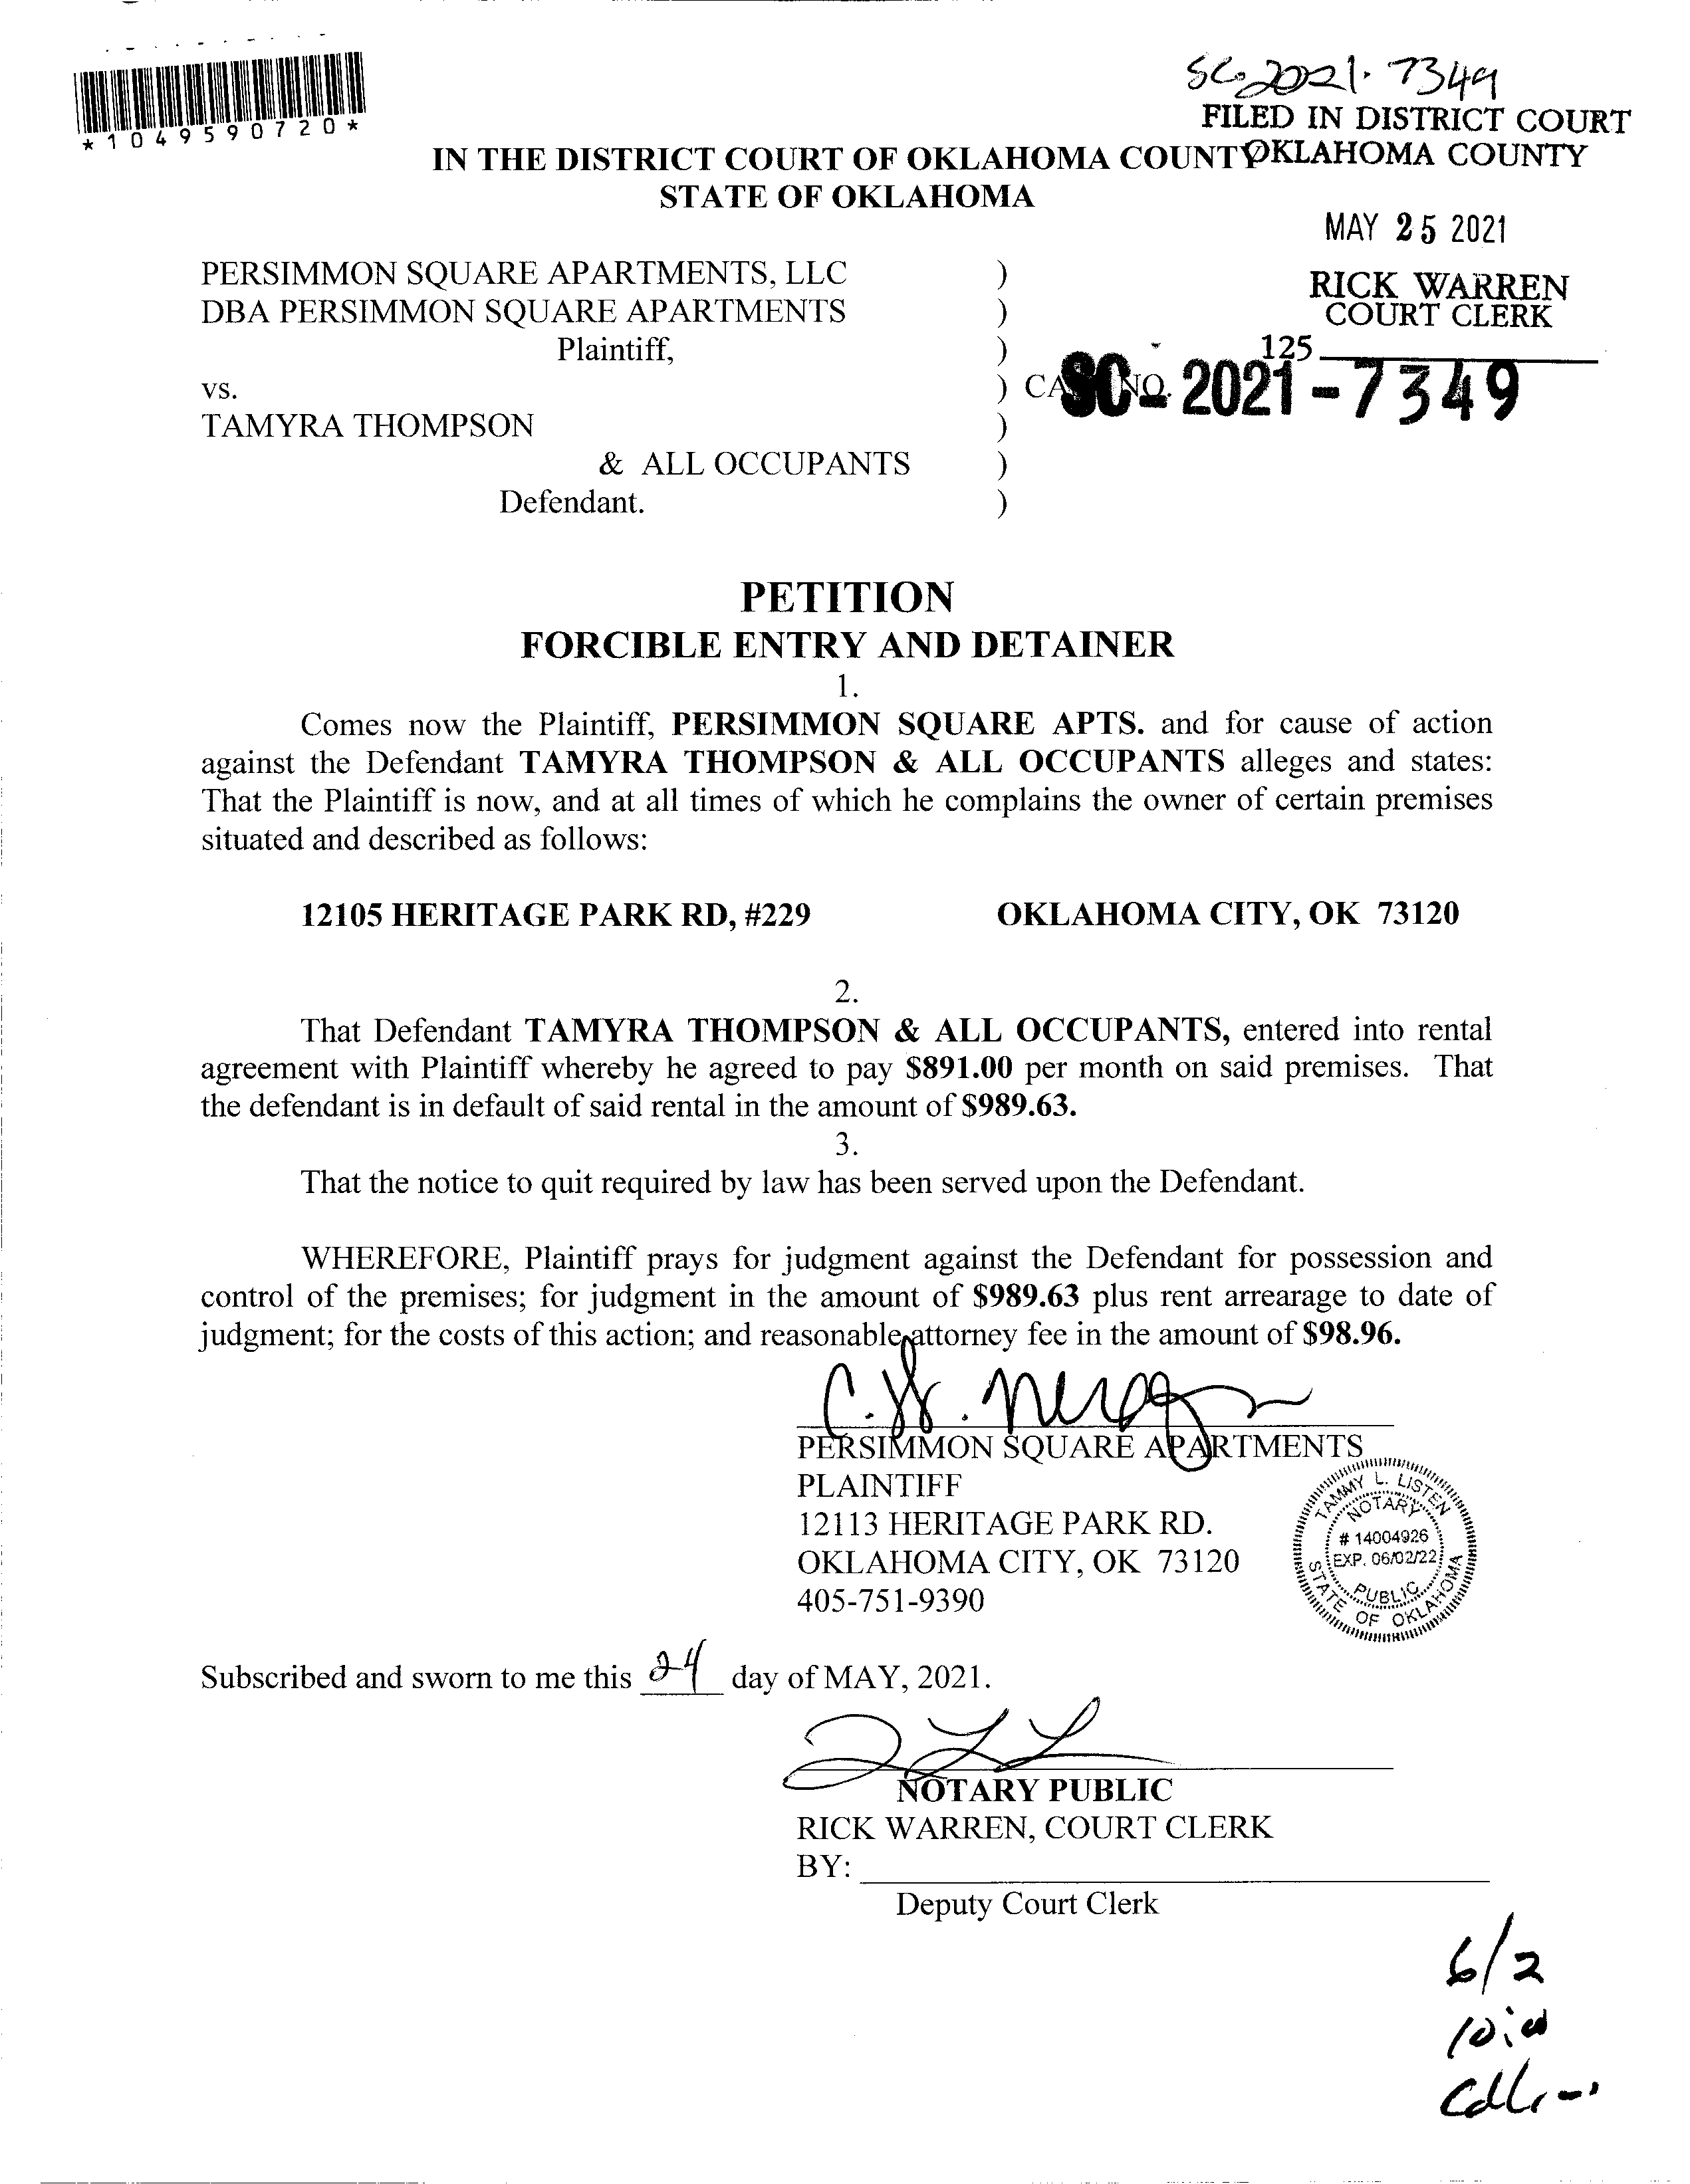 *1049590720*
SC-2021-7349
FILED IN DISTRICT COURT
OKLAHOMA COUNTY
IN THE DISTRICT COURT OF OKLAHOMA COUNTY
STATE OF OKLAHOMA
MAY 25 2021
RICK WARREN
COURT CLERK
125
PERSIMMON SQUARE APARTMENTS, LLC )
DBA PERSIMMON SQUARE APARTMENTS )
Plaintiff, )
vs. ) CASE NO. SC-2021-7349
TAMYRA THOMPSON )
& ALL OCCUPANTS )
Defendant. )
PETITION
FORCIBLE ENTRY AND DETAINER
1.
Comes now the Plaintiff, PERSIMMON SQUARE APTS. and for cause of action
against the Defendant TAMYRA THOMPSON & ALL OCCUPANTS alleges and states:
That the Plaintiff is now, and at all times of which he complains the owner of certain premises
situated and described as follows:
12105 HERITAGE PARK RD, #229 OKLAHOMA CITY, OK 73120
2.
That Defendant TAMYRA THOMPSON & ALL OCCUPANTS, entered into rental
agreement with Plaintiff whereby he agreed to pay $891.00 per month on said premises. That
the defendant is in default of said rental in the amount of $989.63.
3.
That the notice to quit required by law has been served upon the Defendant.
WHEREFORE, Plaintiff prays for judgment against the Defendant for possession and
control of the premises; for judgment in the amount of $989.63 plus rent arrearage to date of
judgment; for the costs of this action; and reasonable attorney fee in the amount of $98.96.
PERSIMMON SQUARE APARTMENTS
PLAINTIFF
12113 HERITAGE PARK RD.
OKLAHOMA CITY, OK 73120
405-751-9390
TAMMY L. LISTEN
NOTARY
# 14004926
EXP. 06/02/22
PUBLIC
STATE OF OKLAHOMA
Subscribed and sworn to me this 24 day of MAY, 2021.
NOTARY PUBLIC
RICK WARREN, COURT CLERK
BY:
Deputy Court Clerk
6/2